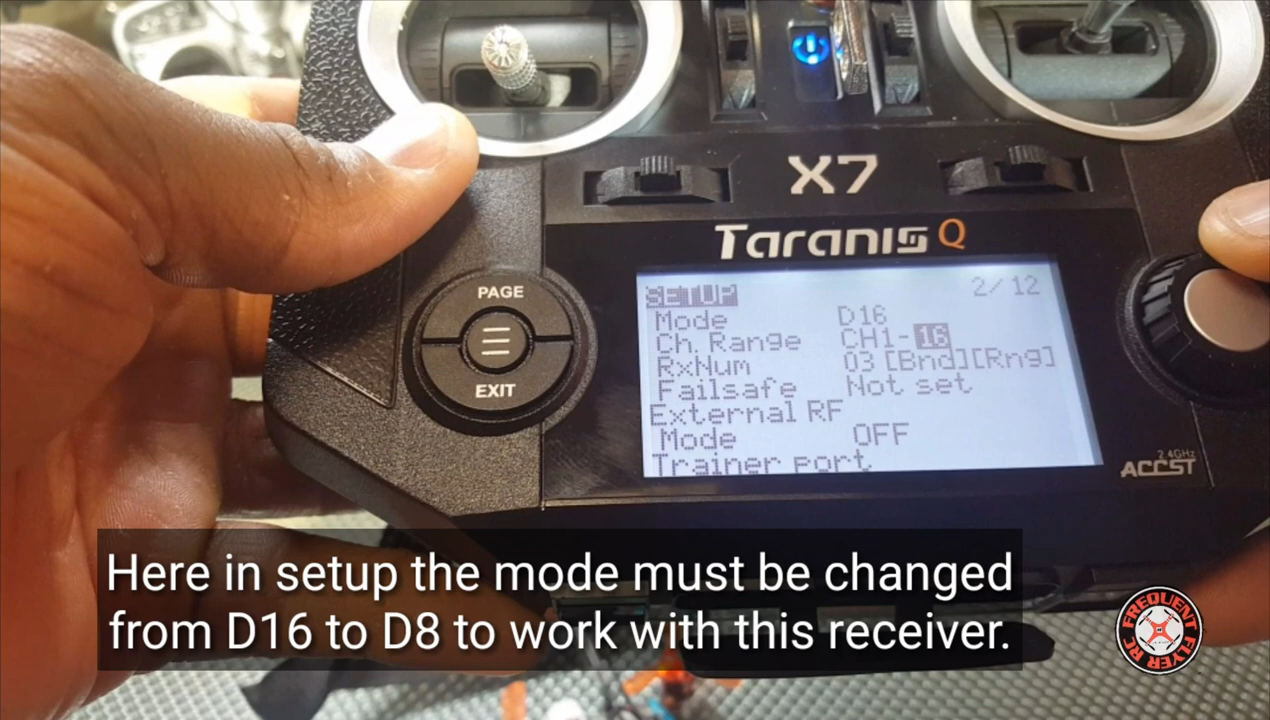 X7
Taranis Q
PAGE
EXIT
SETUP 2/12
Mode D16
Ch. Range CH1-16
RxNum 03 [Bnd][Rng]
Failsafe Not set
External RF
Mode OFF
Trainer port
2.4GHz
ACCST
Here in setup the mode must be changed
from D16 to D8 to work with this receiver.
FREQUENT
FLYER RC